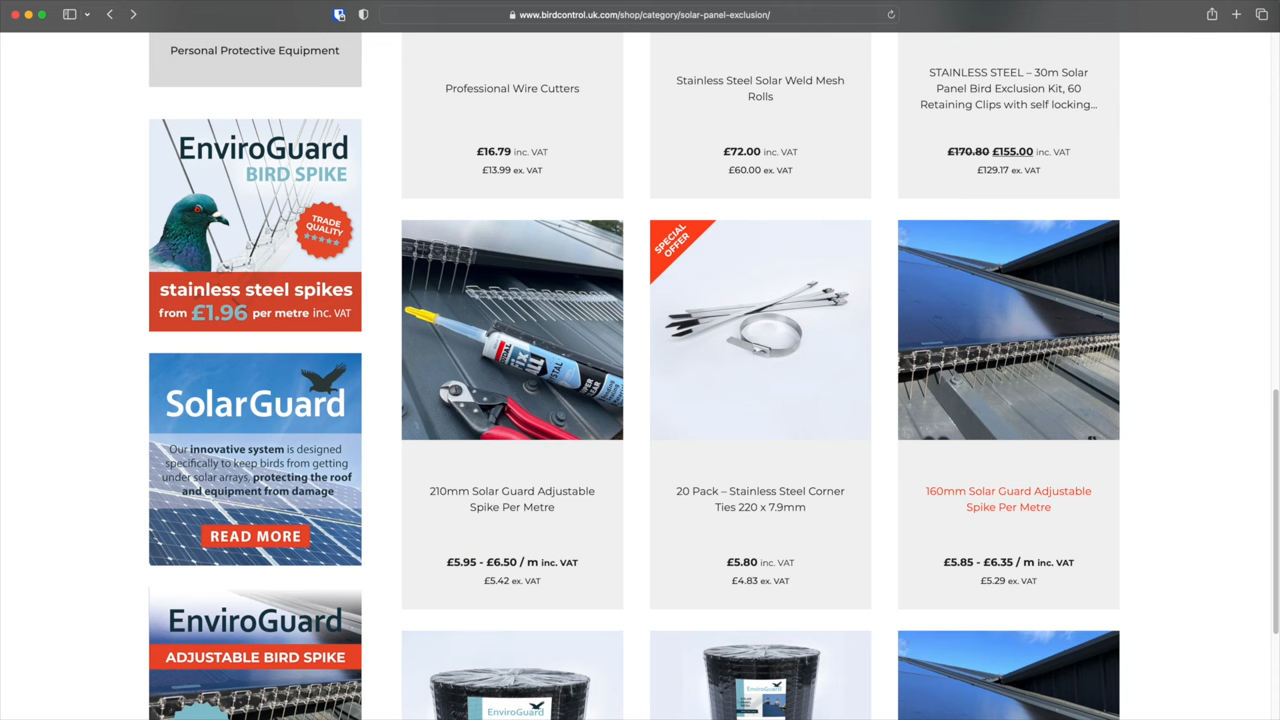 www.birdcontrol.uk.com/shop/category/solar-panel-exclusion/
Personal Protective Equipment
EnviroGuard
BIRD SPIKE
TRADE
QUALITY
stainless steel spikes
from £1.96 per metre inc. VAT
SolarGuard
Our innovative system is designed
specifically to keep birds from getting
under solar arrays, protecting the roof
and equipment from damage
READ MORE
EnviroGuard
ADJUSTABLE BIRD SPIKE
Professional Wire Cutters
£16.79 inc. VAT
£13.99 ex. VAT
Stainless Steel Solar Weld Mesh
Rolls
£72.00 inc. VAT
£60.00 ex. VAT
STAINLESS STEEL – 30m Solar
Panel Bird Exclusion Kit, 60
Retaining Clips with self locking...
£170.80 £155.00 inc. VAT
£129.17 ex. VAT
SOUDAL
FIX
ALL
CRYSTAL
SUPER
CLEAR
210mm Solar Guard Adjustable
Spike Per Metre
£5.95 - £6.50 / m inc. VAT
£5.42 ex. VAT
SPECIAL
OFFER
20 Pack – Stainless Steel Corner
Ties 220 x 7.9mm
£5.80 inc. VAT
£4.83 ex. VAT
160mm Solar Guard Adjustable
Spike Per Metre
£5.85 - £6.35 / m inc. VAT
£5.29 ex. VAT
EnviroGuard
EnviroGuard